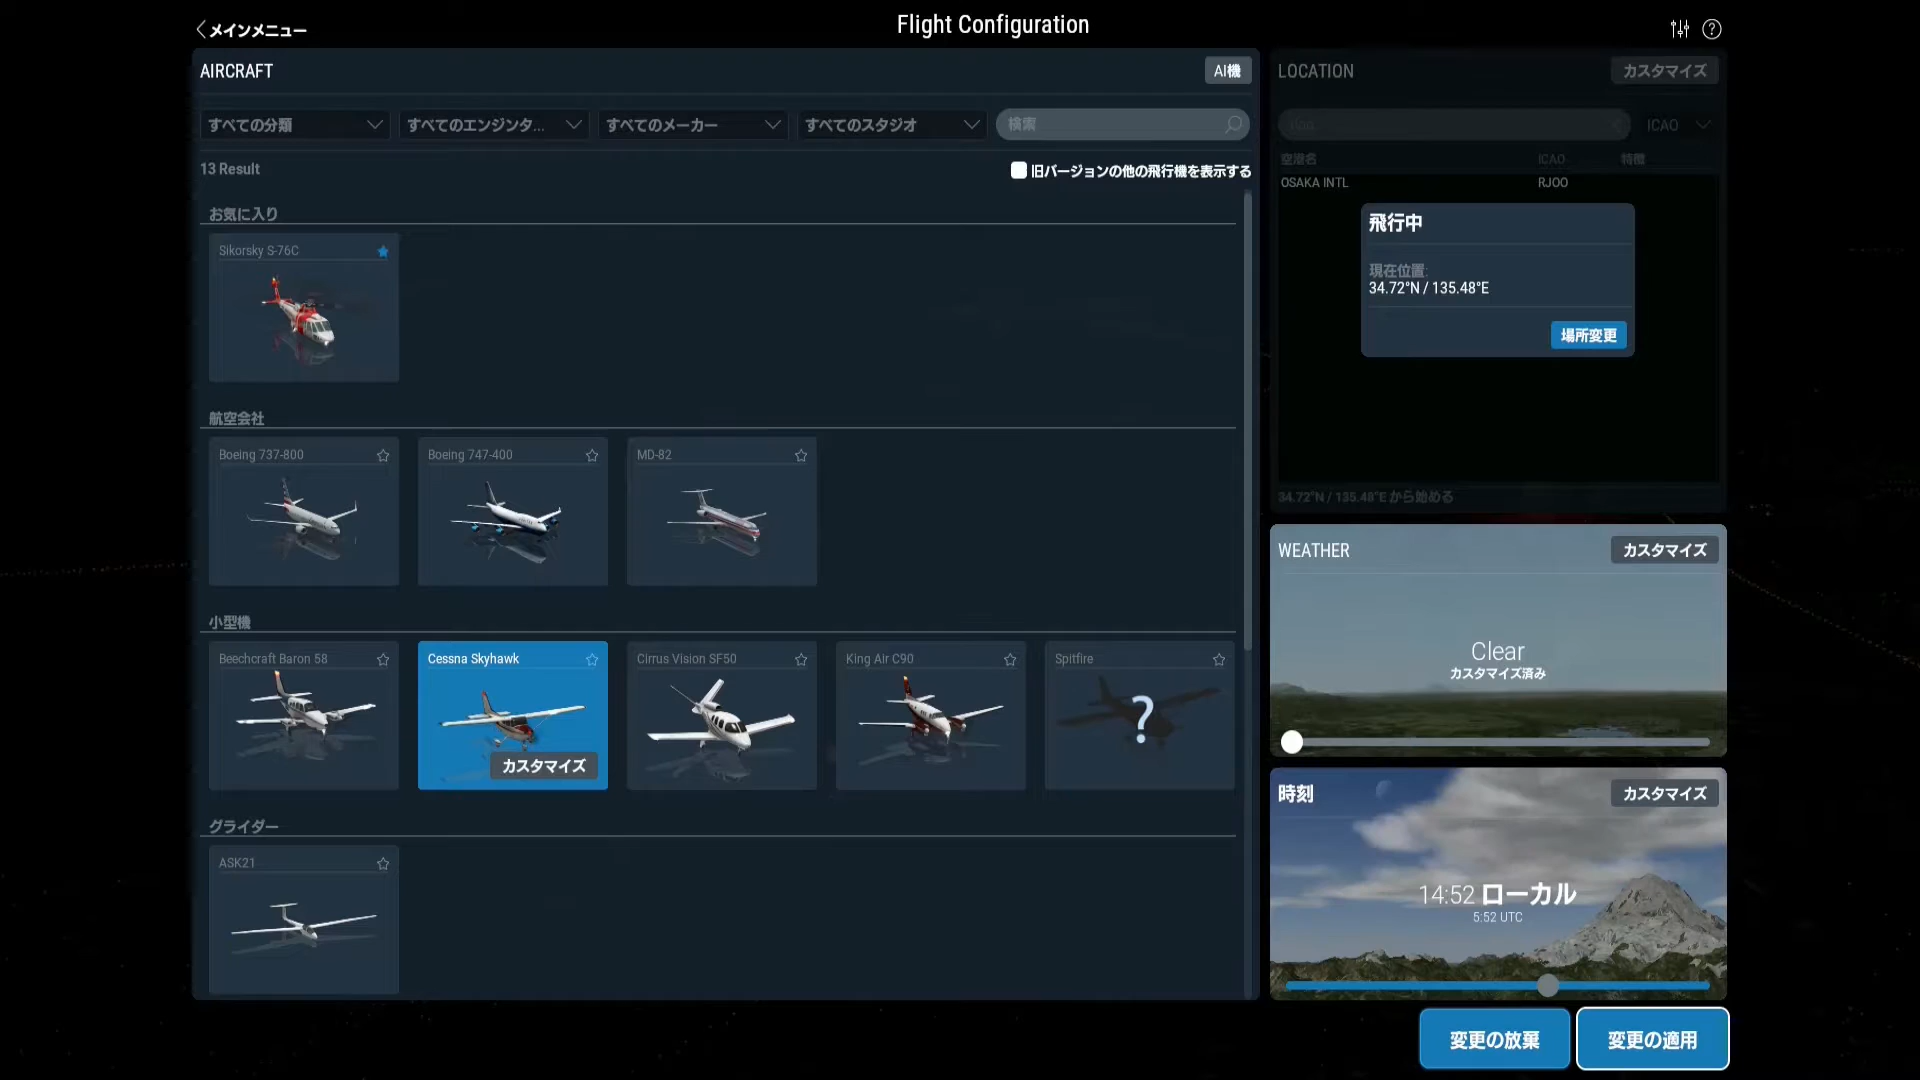 メインメニュー
Flight Configuration
AIRCRAFT
AI機
すべての分類
すべてのエンジンタ...
すべてのメーカー
すべてのスタジオ
検索
13 Result
旧バージョンの他の飛行機を表示する
お気に入り
Sikorsky S-76C
航空会社
Boeing 737-800
Boeing 747-400
MD-82
小型機
Beechcraft Baron 58
Cessna Skyhawk
カスタマイズ
Cirrus Vision SF50
King Air C90
Spitfire
?
グライダー
ASK21
LOCATION
カスタマイズ
ICAO
空港名
ICAO
特徴
OSAKA INTL
RJOO
飛行中
現在位置:
34.72°N / 135.48°E
場所変更
34.72°N / 135.48°E から始める
WEATHER
カスタマイズ
Clear
カスタマイズ済み
時刻
カスタマイズ
14:52 ローカル
5:52 UTC
変更の放棄
変更の適用